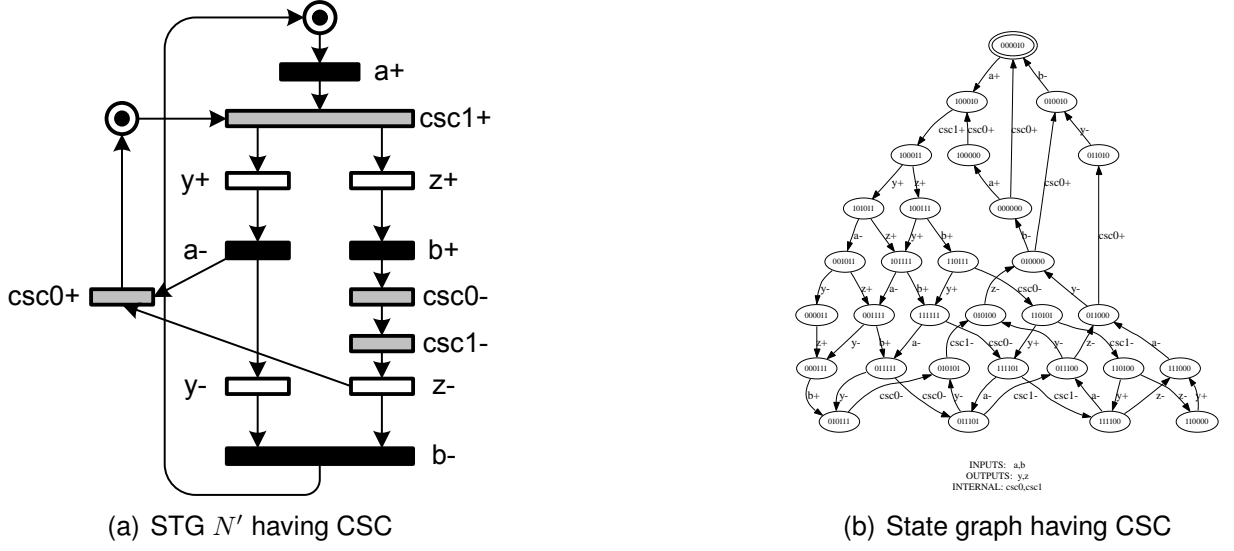 a+
csc1+
y+
z+
a-
b+
csc0+
csc0-
csc1-
y-
z-
b-
(a) STG N′ having CSC
000010
a+
b-
100010
010010
csc1+
csc0+
csc0+
y-
100011
100000
011010
y+
z+
a+
csc0+
101011
100111
000000
a-
z+
y+
b+
b-
csc0+
001011
101111
110111
010000
y-
z+
a-
b+
y+
csc0-
z-
y-
000011
001111
111111
010100
110101
011000
z+
y-
b+
a-
csc1-
csc0-
y+
y-
z-
csc1-
a-
000111
011111
010101
111101
011100
110100
111000
b+
y-
csc0-
csc0-
y-
a-
csc1-
csc1-
a-
y+
z-
z-
y+
010111
011101
111100
110000
INPUTS: a,b
OUTPUTS: y,z
INTERNAL: csc0,csc1
(b) State graph having CSC